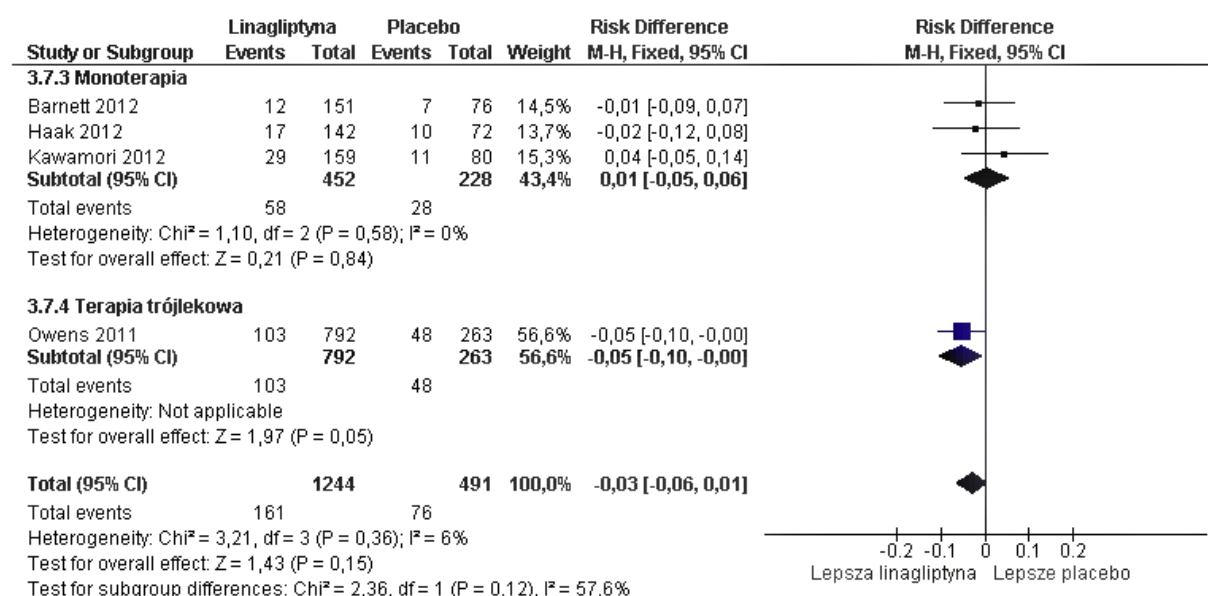 Linagliptyna Placebo Risk Difference Risk Difference
Study or Subgroup Events Total Events Total Weight M-H, Fixed, 95% CI M-H, Fixed, 95% CI
3.7.3 Monoterapia
Barnett 2012 12 151 7 76 14,5% -0,01 [-0,09, 0,07]
Haak 2012 17 142 10 72 13,7% -0,02 [-0,12, 0,08]
Kawamori 2012 29 159 11 80 15,3% 0,04 [-0,05, 0,14]
Subtotal (95% CI) 452 228 43,4% 0,01 [-0,05, 0,06]
Total events 58 28
Heterogeneity: Chi² = 1,10, df = 2 (P = 0,58); I² = 0%
Test for overall effect: Z = 0,21 (P = 0,84)
3.7.4 Terapia trójlekowa
Owens 2011 103 792 48 263 56,6% -0,05 [-0,10, -0,00]
Subtotal (95% CI) 792 263 56,6% -0,05 [-0,10, -0,00]
Total events 103 48
Heterogeneity: Not applicable
Test for overall effect: Z = 1,97 (P = 0,05)
Total (95% CI) 1244 491 100,0% -0,03 [-0,06, 0,01]
Total events 161 76
Heterogeneity: Chi² = 3,21, df = 3 (P = 0,36); I² = 6%
Test for overall effect: Z = 1,43 (P = 0,15)
Test for subgroup differences: Chi² = 2,36, df = 1 (P = 0,12), I² = 57,6%
-0.2 -0.1 0 0.1 0.2
Lepsza linagliptyna Lepsze placebo